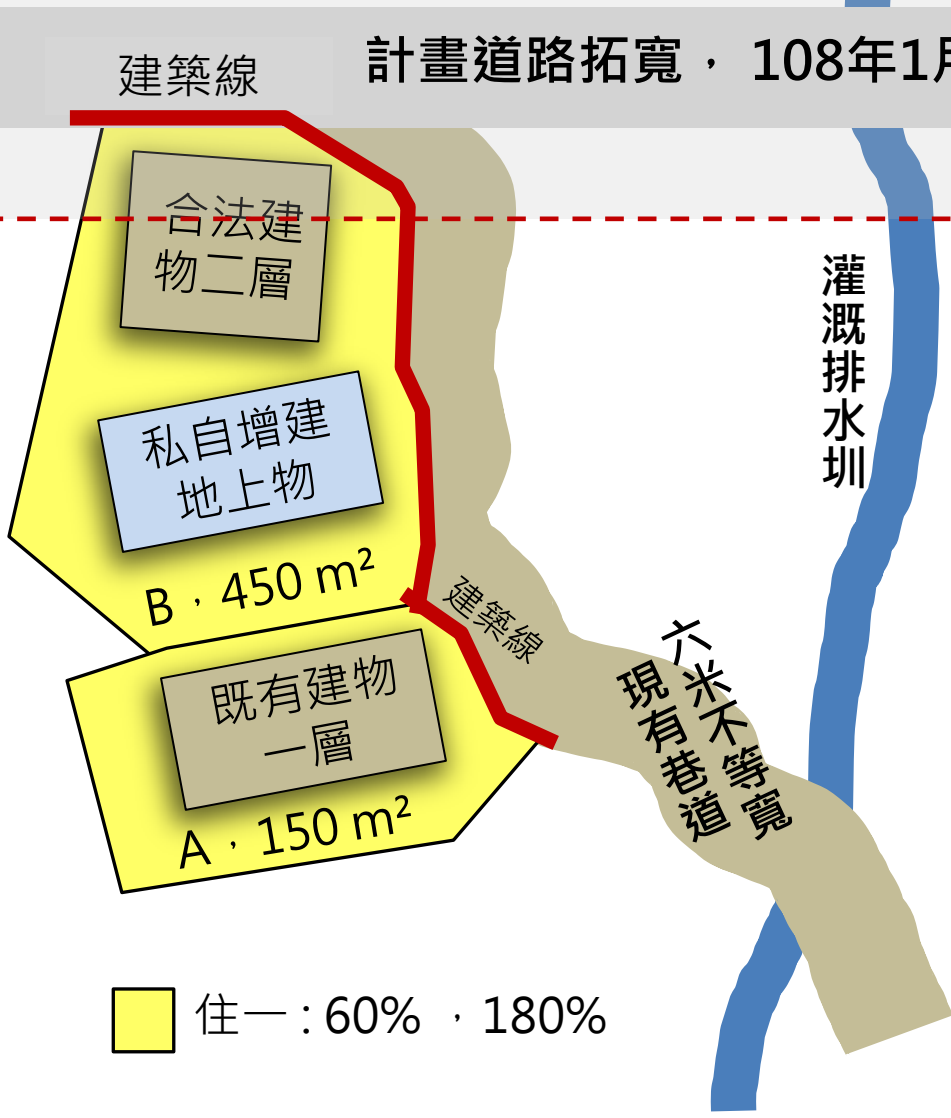 建築線
計畫道路拓寬， 108年1月
合法建
物二層
灌溉排水圳
私自增建
地上物
B，450 m²
建築線
六米不等寬
現有巷道
既有建物
一層
A，150 m²
住一：60% ，180%